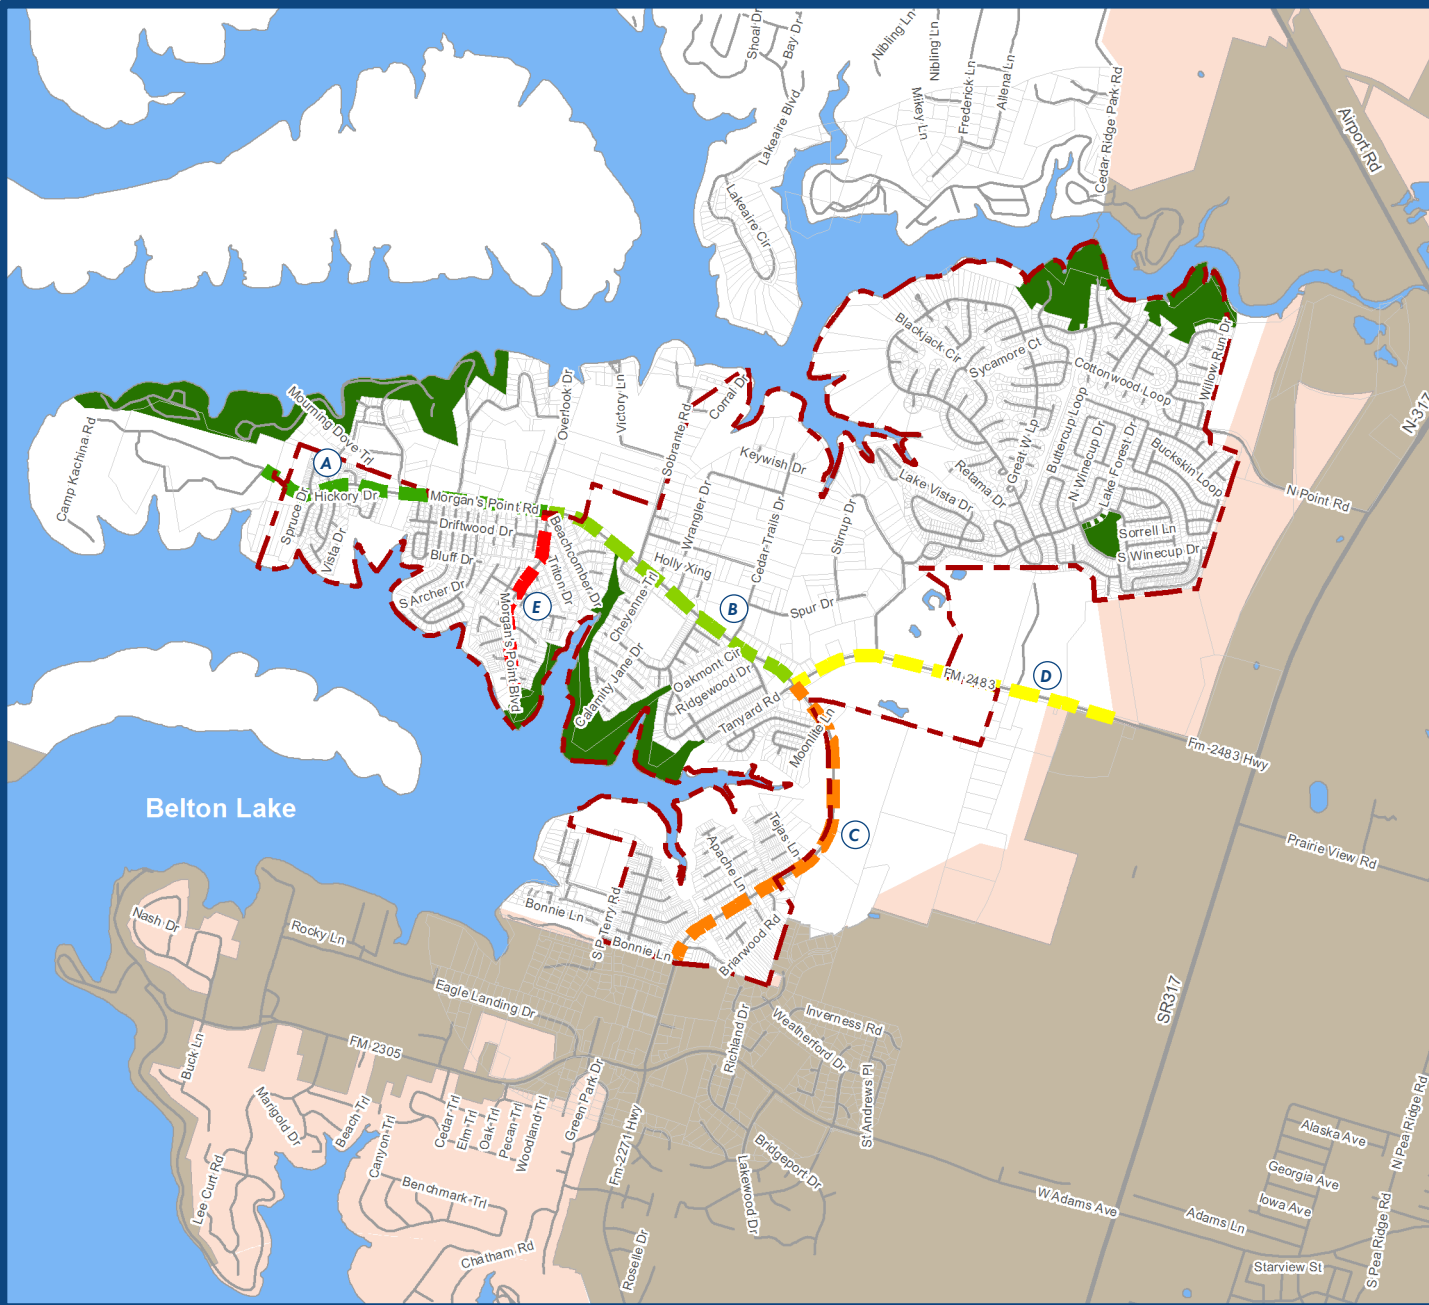 Shoal Dr
Bay Dr
Nibling Ln
Nibling Ln
Mikey Ln
Frederick Ln
Allena Ln
Cedar Ridge Park Rd
Airport Rd
Lakeaire Blvd
Lakeaire Cir
N-317
N-317
Blackjack Cir
Sycamore Ct
Cottonwood Loop
Willow Run Dr
Mourning Dove Trl
Overlook Dr
Victory Ln
Corral Dr
Sobrante Rd
Camp Kachina Rd
A
Hickory Dr
Spruce Dr
Vista Dr
Morgan's Point Rd
Driftwood Dr
Bluff Dr
S Archer Dr
Keywish Dr
Wrangler Dr
Cedar Trails Dr
Stirrup Dr
Lake Vista Dr
Retama Dr
Great W Lp
Buttercup Loop
N Winecup Dr
Lake Forest Dr
Buckskin Loop
N Point Rd
Sorrell Ln
S Winecup Dr
Beachcomber Dr
Triton Dr
Holly Xing
Cheyenne Trl
E
B
Spur Dr
Morgan's Point Blvd
Calamity Jane Dr
Oakmont Cir
Ridgewood Dr
Tanyard Rd
Moonlite Ln
FM 2483
D
Fm-2483 Hwy
Belton Lake
C
Tejas Ln
Apache Ln
Prairie View Rd
Bonnie Ln
S P Terry Rd
Bonnie Ln
Briarwood Rd
Nash Dr
Rocky Ln
Eagle Landing Dr
SR317
FM 2305
Buck Ln
Marigold Dr
Beach Trl
Canyon Trl
Cedar Trl
Elm Trl
Oak Trl
Pecan Trl
Woodland Trl
Green Park Dr
Fm-2271 Hwy
Richland Dr
Weatherford Dr
Inverness Rd
St Andrews Pl
Bridgeport Dr
Lakewood Dr
Lee Curt Rd
Benchmark Trl
Chatham Rd
Roselle Dr
W Adams Ave
Adams Ln
Alaska Ave
Georgia Ave
Iowa Ave
N Pea Ridge Rd
S Pea Ridge Rd
Starview St